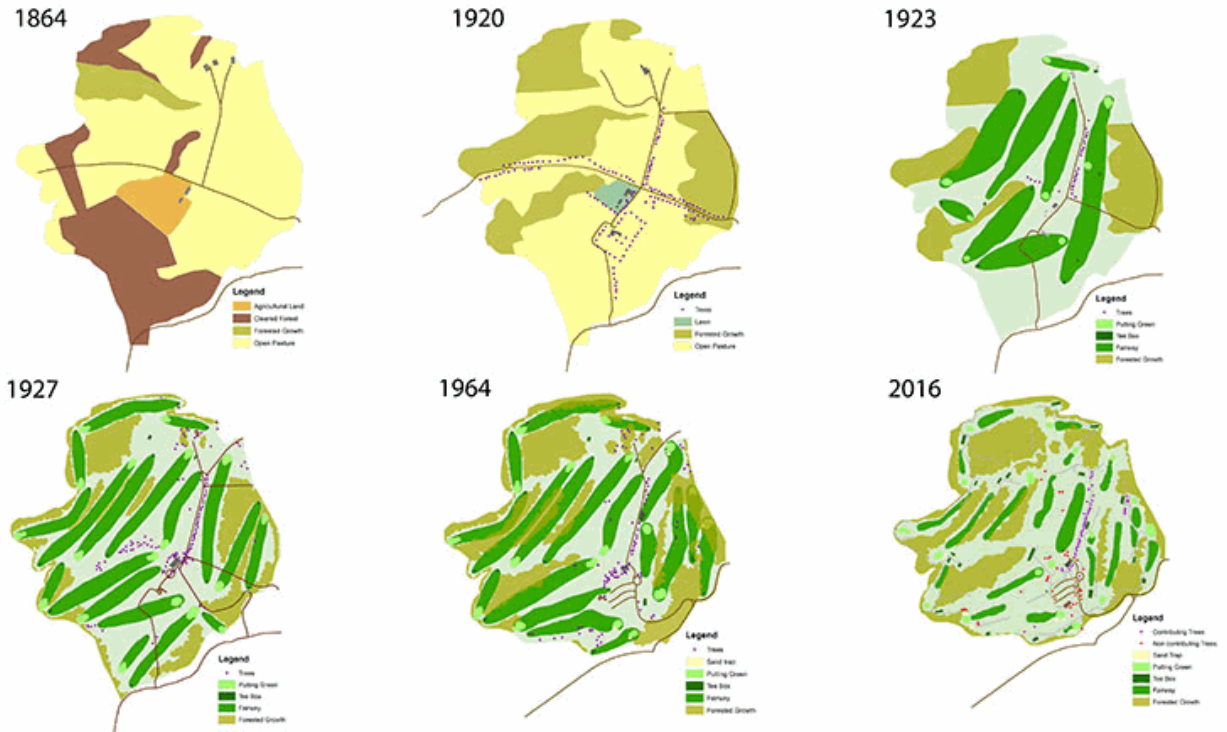 1864
Legend
Agricultural Land
Cleared Forest
Forested Growth
Open Pasture
1920
Legend
Trees
Lawn
Forested Growth
Open Pasture
1923
Legend
Trees
Putting Green
Tee Box
Fairway
Forested Growth
1927
Legend
Trees
Putting Green
Tee Box
Fairway
Forested Growth
1964
Legend
Trees
Sand trap
Putting Green
Tee Box
Fairway
Forested Growth
2016
Legend
Contributing Trees
Non contributing Trees
Sand Trap
Putting Green
Tee Box
Fairway
Forested Growth